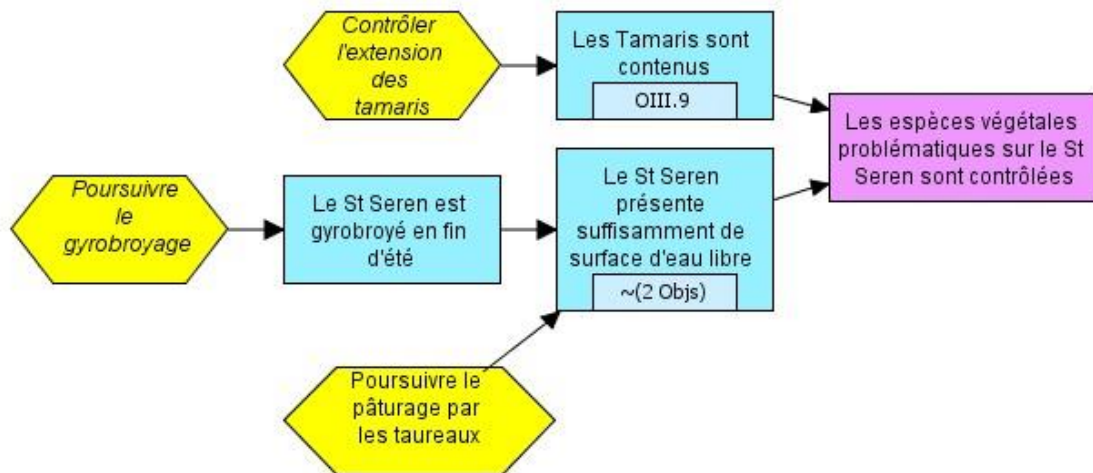 Contrôler
l'extension
des
tamaris
Les Tamaris sont
contenus
OIII.9
Les espèces végétales
problématiques sur le St
Seren sont contrôlées
Poursuivre
le
gyrobroyage
Le St Seren est
gyrobroyé en fin
d'été
Le St Seren
présente
suffisamment de
surface d'eau libre
~(2 Objs)
Poursuivre le
pâturage par
les taureaux